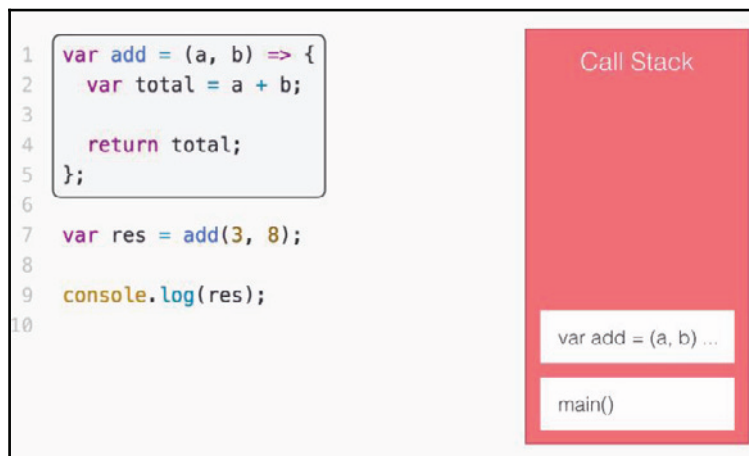 1 var add = (a, b) => {
2 var total = a + b;
3
4 return total;
5 };
6
7 var res = add(3, 8);
8
9 console.log(res);
10
Call Stack
var add = (a, b) ...
main()